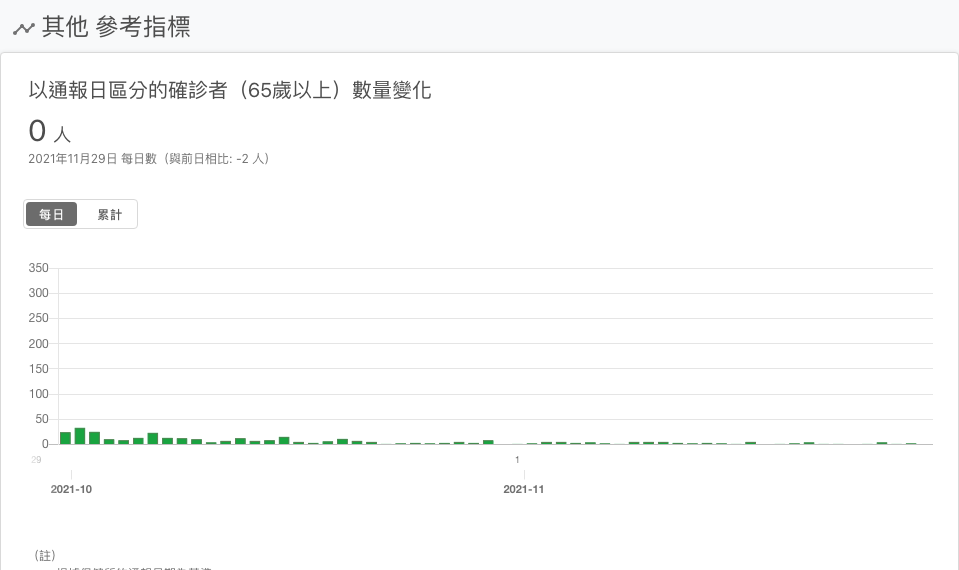 其他 參考指標
以通報日區分的確診者（65歲以上）數量變化
0 人
2021年11月29日 每日數（與前日相比: -2 人）
每日 累計
350
300
250
200
150
100
50
0
29 1
2021-10 2021-11
（註）